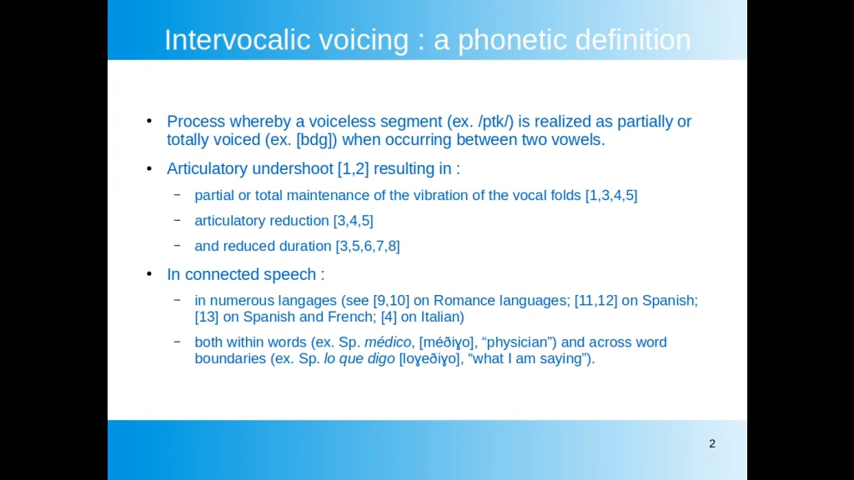 Intervocalic voicing : a phonetic definition
• Process whereby a voiceless segment (ex. /ptk/) is realized as partially or
totally voiced (ex. [bdg]) when occurring between two vowels.
• Articulatory undershoot [1,2] resulting in :
– partial or total maintenance of the vibration of the vocal folds [1,3,4,5]
– articulatory reduction [3,4,5]
– and reduced duration [3,5,6,7,8]
• In connected speech :
– in numerous langages (see [9,10] on Romance languages; [11,12] on Spanish;
[13] on Spanish and French; [4] on Italian)
– both within words (ex. Sp. médico, [méðiɣo], “physician”) and across word
boundaries (ex. Sp. lo que digo [loɣeðiɣo], “what I am saying”).
2